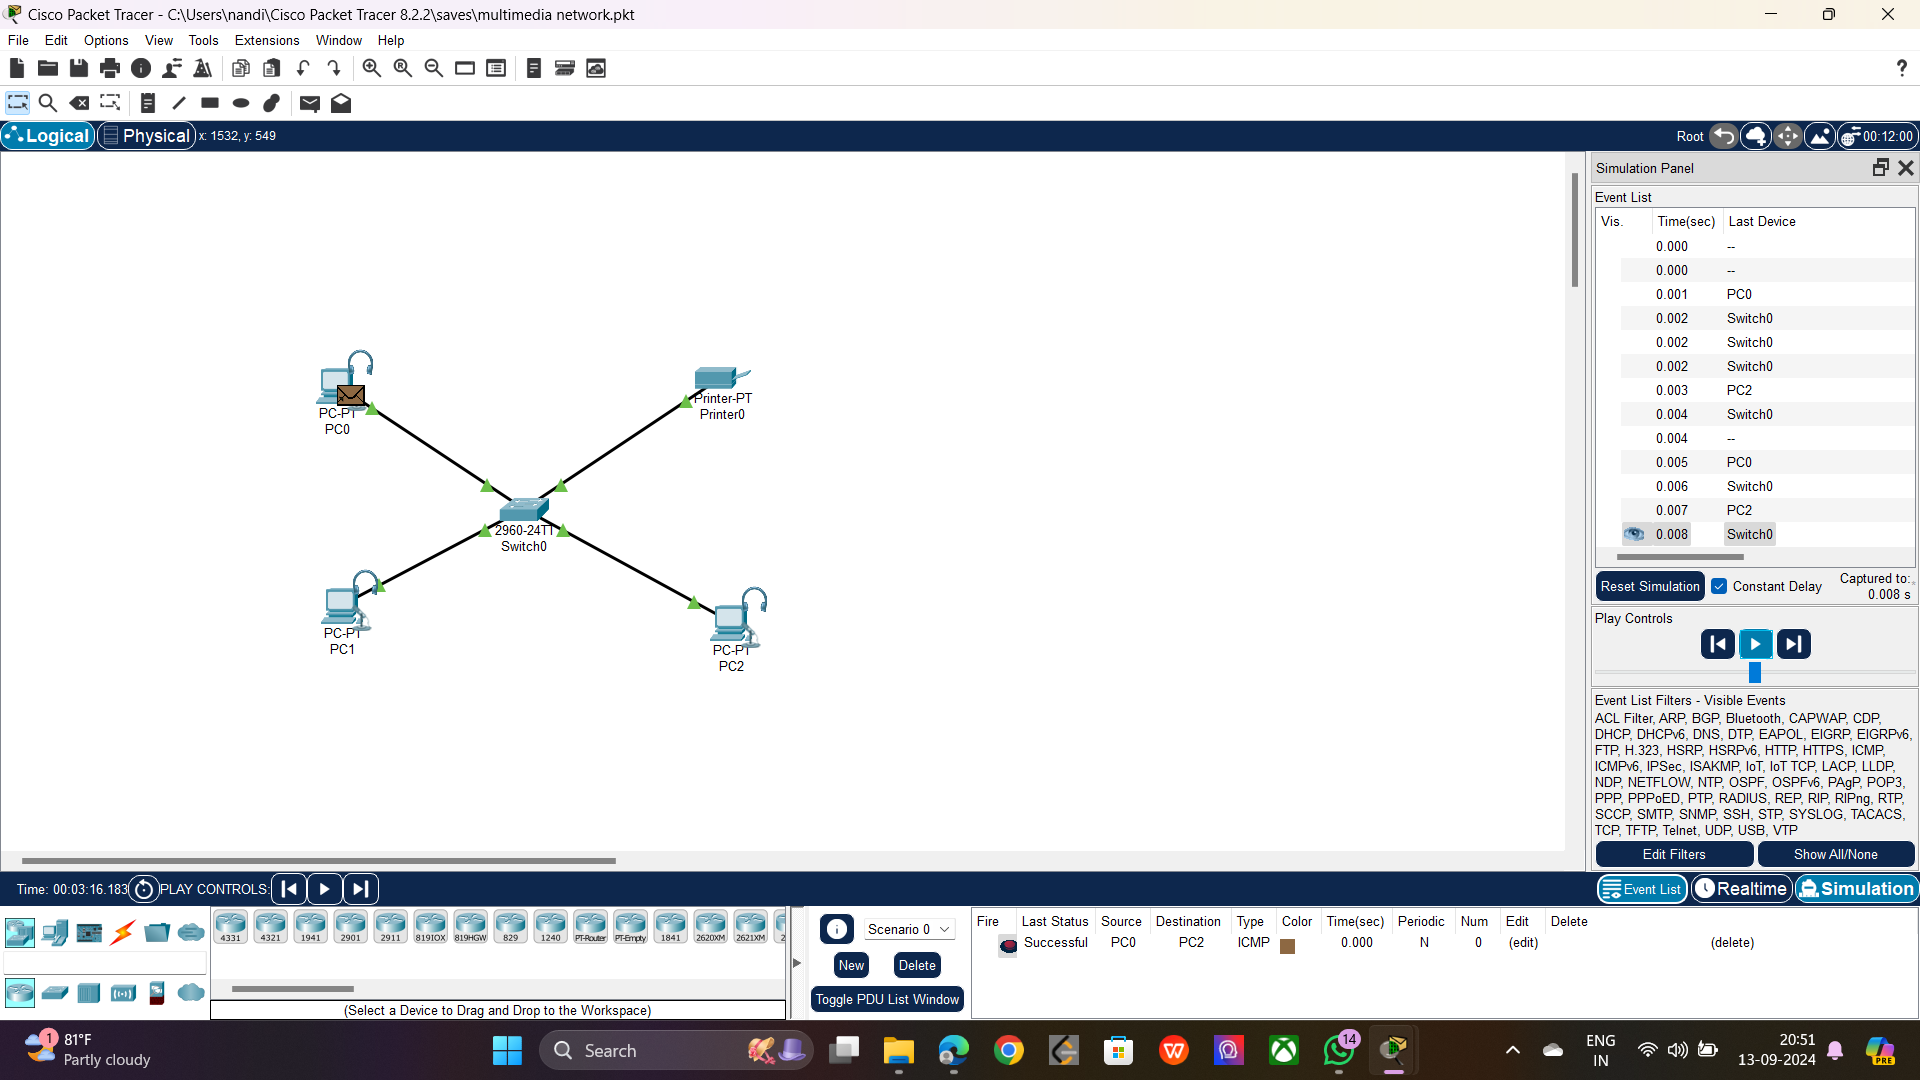 Cisco Packet Tracer - C:\Users\nandi\Cisco Packet Tracer 8.2.2\saves\multimedia network.pkt
File Edit Options View Tools Extensions Window Help
?
Logical Physical x: 1532, y: 549
Root 00:12:00
Simulation Panel
Event List
Vis. Time(sec) Last Device
0.000 --
0.000 --
0.001 PC0
0.002 Switch0
0.002 Switch0
0.002 Switch0
0.003 PC2
0.004 Switch0
0.004 --
0.005 PC0
0.006 Switch0
0.007 PC2
0.008 Switch0
Reset Simulation Constant Delay Captured to:
0.008 s
Play Controls
Event List Filters - Visible Events
ACL Filter, ARP, BGP, Bluetooth, CAPWAP, CDP,
DHCP, DHCPv6, DNS, DTP, EAPOL, EIGRP, EIGRPv6,
FTP, H.323, HSRP, HSRPv6, HTTP, HTTPS, ICMP,
ICMPv6, IPSec, ISAKMP, IoT, IoT TCP, LACP, LLDP,
NDP, NETFLOW, NTP, OSPF, OSPFv6, PAgP, POP3,
PPP, PPPoED, PTP, RADIUS, REP, RIP, RIPng, RTP,
SCCP, SMTP, SNMP, SSH, STP, SYSLOG, TACACS,
TCP, TFTP, Telnet, UDP, USB, VTP
Edit Filters Show All/None
PC-PT
PC0
Printer-PT
Printer0
2960-24TT
Switch0
PC-PT
PC1
PC-PT
PC2
Time: 00:03:16.183 PLAY CONTROLS:
Event List Realtime Simulation
4331 4321 1941 2901 2911 819IOX 819HGW 829 1240 PT-Router PT-Empty 1841 2620XM 2621XM 2
(Select a Device to Drag and Drop to the Workspace)
Scenario 0
New Delete
Toggle PDU List Window
Fire Last Status Source Destination Type Color Time(sec) Periodic Num Edit Delete
Successful PC0 PC2 ICMP 0.000 N 0 (edit) (delete)
1
81°F
Partly cloudy
Search
14
ENG
IN
20:51
13-09-2024
PRE